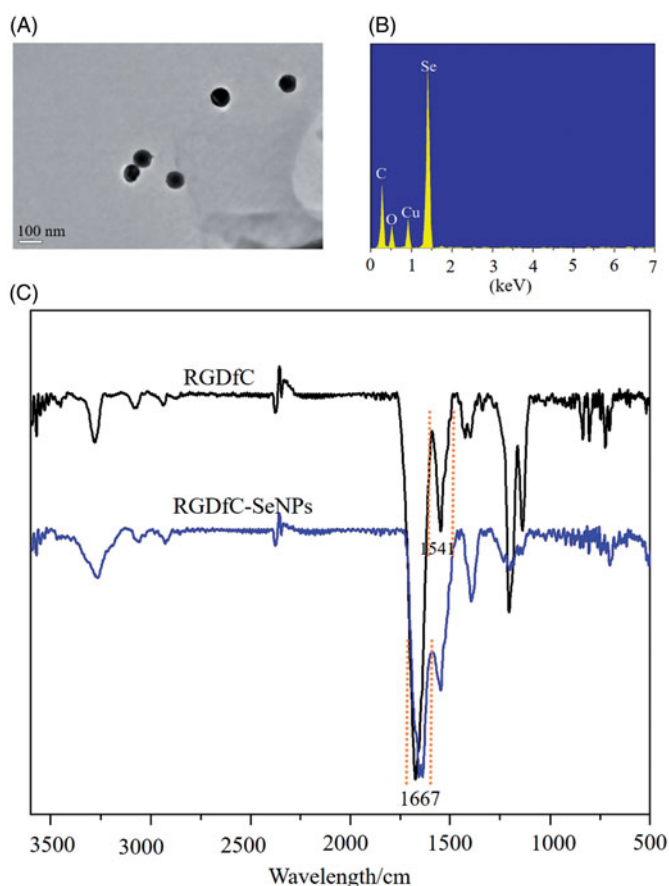 (A)
100 nm
(B)
Se
C
O
Cu
0 1 2 3 4 5 6 7
(keV)
(C)
RGDfC
RGDfC-SeNPs
1541
1667
3500 3000 2500 2000 1500 1000 500
Wavelength/cm